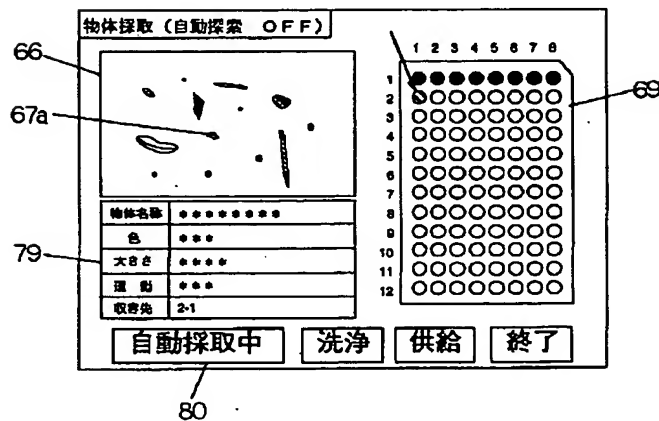 物体採取(自動探索 OFF)
66
67a
79
80
69
1 2 3 4 5 6 7 8
1
2
3
4
5
6
7
8
9
10
11
12
物体名称 ********
色 ***
大きさ ****
運動 ***
収容先 2-1
自動採取中 洗浄 供給 終了